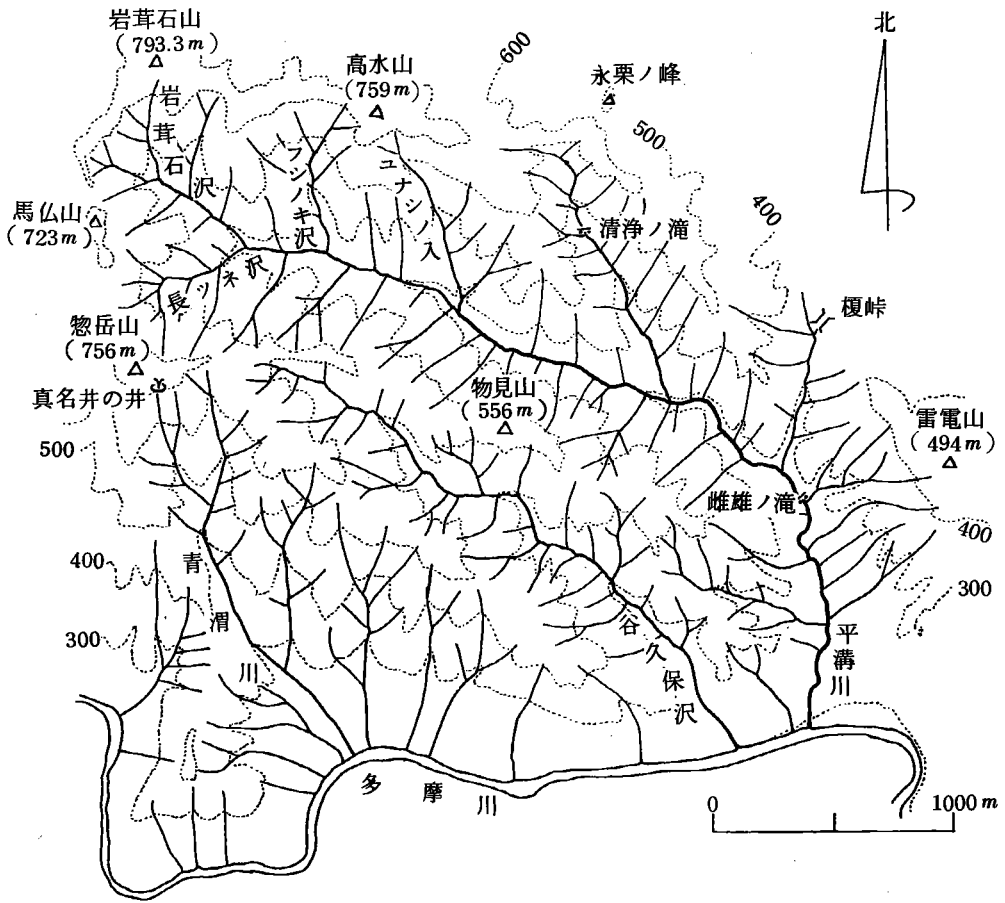 岩茸石山
(793.3m)
高水山
(759m)
600
永栗ノ峰
北
500
400
岩茸石沢
フシノキ沢
ユナシノ入
清浄ノ滝
馬仏山
(723m)
長ッネ沢
榎峠
惣岳山
(756m)
真名井の井
物見山
(556m)
雷電山
(494m)
500
雌雄ノ滝
400
400
300
青渭川
300
谷久保沢
平溝川
多摩川
0
1000m